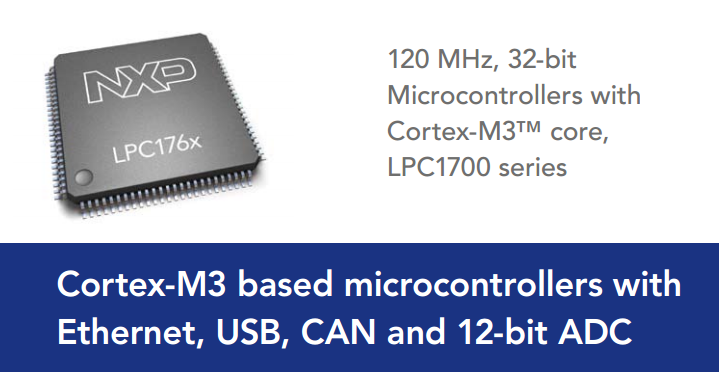 NXP
LPC176x
120 MHz, 32-bit
Microcontrollers with
Cortex-M3™ core,
LPC1700 series
Cortex-M3 based microcontrollers with
Ethernet, USB, CAN and 12-bit ADC